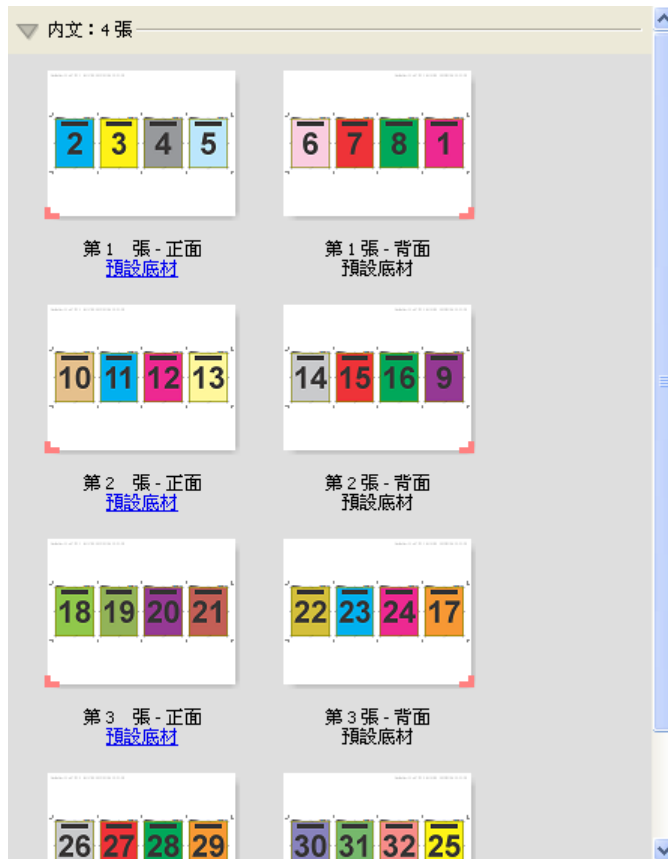 內文：4 張
2 3 4 5
6 7 8 1
第 1 張 - 正面
預設底材
第 1 張 - 背面
預設底材
10 11 12 13
14 15 16 9
第 2 張 - 正面
預設底材
第 2 張 - 背面
預設底材
18 19 20 21
22 23 24 17
第 3 張 - 正面
預設底材
第 3 張 - 背面
預設底材
26 27 28 29
30 31 32 25